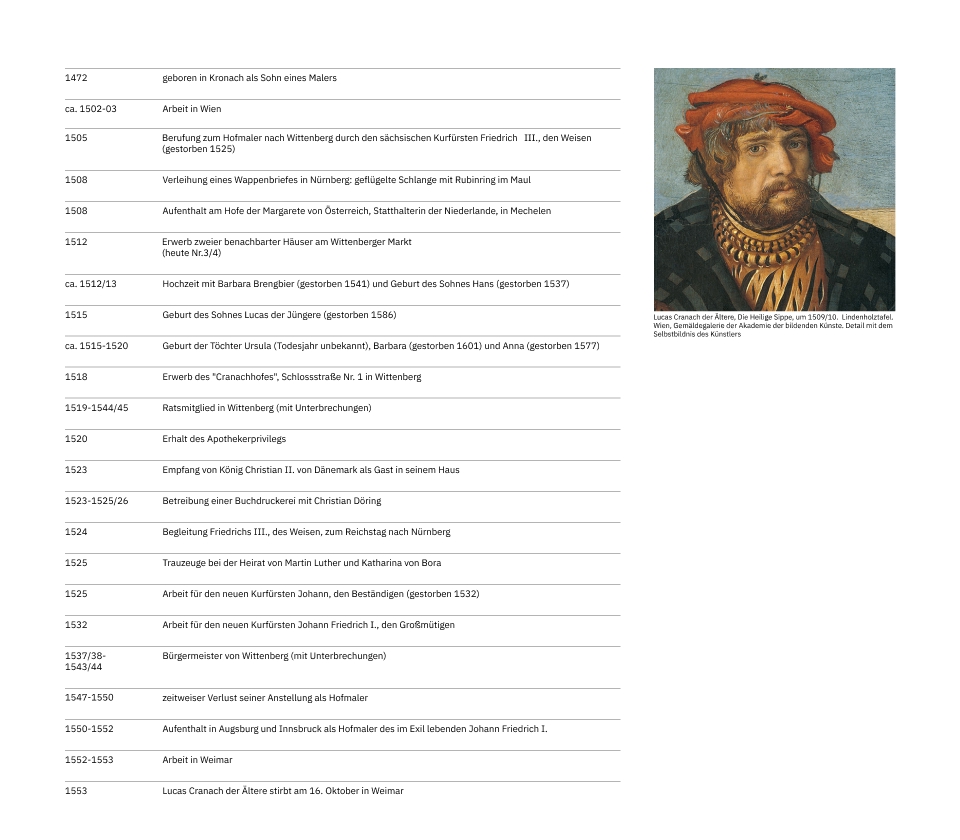 1472 geboren in Kronach als Sohn eines Malers
ca. 1502-03 Arbeit in Wien
1505 Berufung zum Hofmaler nach Wittenberg durch den sächsischen Kurfürsten Friedrich III., den Weisen
(gestorben 1525)
1508 Verleihung eines Wappenbriefes in Nürnberg: geflügelte Schlange mit Rubinring im Maul
1508 Aufenthalt am Hofe der Margarete von Österreich, Statthalterin der Niederlande, in Mechelen
1512 Erwerb zweier benachbarter Häuser am Wittenberger Markt
(heute Nr.3/4)
ca. 1512/13 Hochzeit mit Barbara Brengbier (gestorben 1541) und Geburt des Sohnes Hans (gestorben 1537)
1515 Geburt des Sohnes Lucas der Jüngere (gestorben 1586)
ca. 1515-1520 Geburt der Töchter Ursula (Todesjahr unbekannt), Barbara (gestorben 1601) und Anna (gestorben 1577)
1518 Erwerb des "Cranachhofes", Schlossstraße Nr. 1 in Wittenberg
1519-1544/45 Ratsmitglied in Wittenberg (mit Unterbrechungen)
1520 Erhalt des Apothekerprivilegs
1523 Empfang von König Christian II. von Dänemark als Gast in seinem Haus
1523-1525/26 Betreibung einer Buchdruckerei mit Christian Döring
1524 Begleitung Friedrichs III., des Weisen, zum Reichstag nach Nürnberg
1525 Trauzeuge bei der Heirat von Martin Luther und Katharina von Bora
1525 Arbeit für den neuen Kurfürsten Johann, den Beständigen (gestorben 1532)
1532 Arbeit für den neuen Kurfürsten Johann Friedrich I., den Großmütigen
1537/38- Bürgermeister von Wittenberg (mit Unterbrechungen)
1543/44
1547-1550 zeitweiser Verlust seiner Anstellung als Hofmaler
1550-1552 Aufenthalt in Augsburg und Innsbruck als Hofmaler des im Exil lebenden Johann Friedrich I.
1552-1553 Arbeit in Weimar
1553 Lucas Cranach der Ältere stirbt am 16. Oktober in Weimar
Lucas Cranach der Ältere, Die Heilige Sippe, um 1509/10. Lindenholztafel.
Wien, Gemäldegalerie der Akademie der bildenden Künste. Detail mit dem
Selbstbildnis des Künstlers